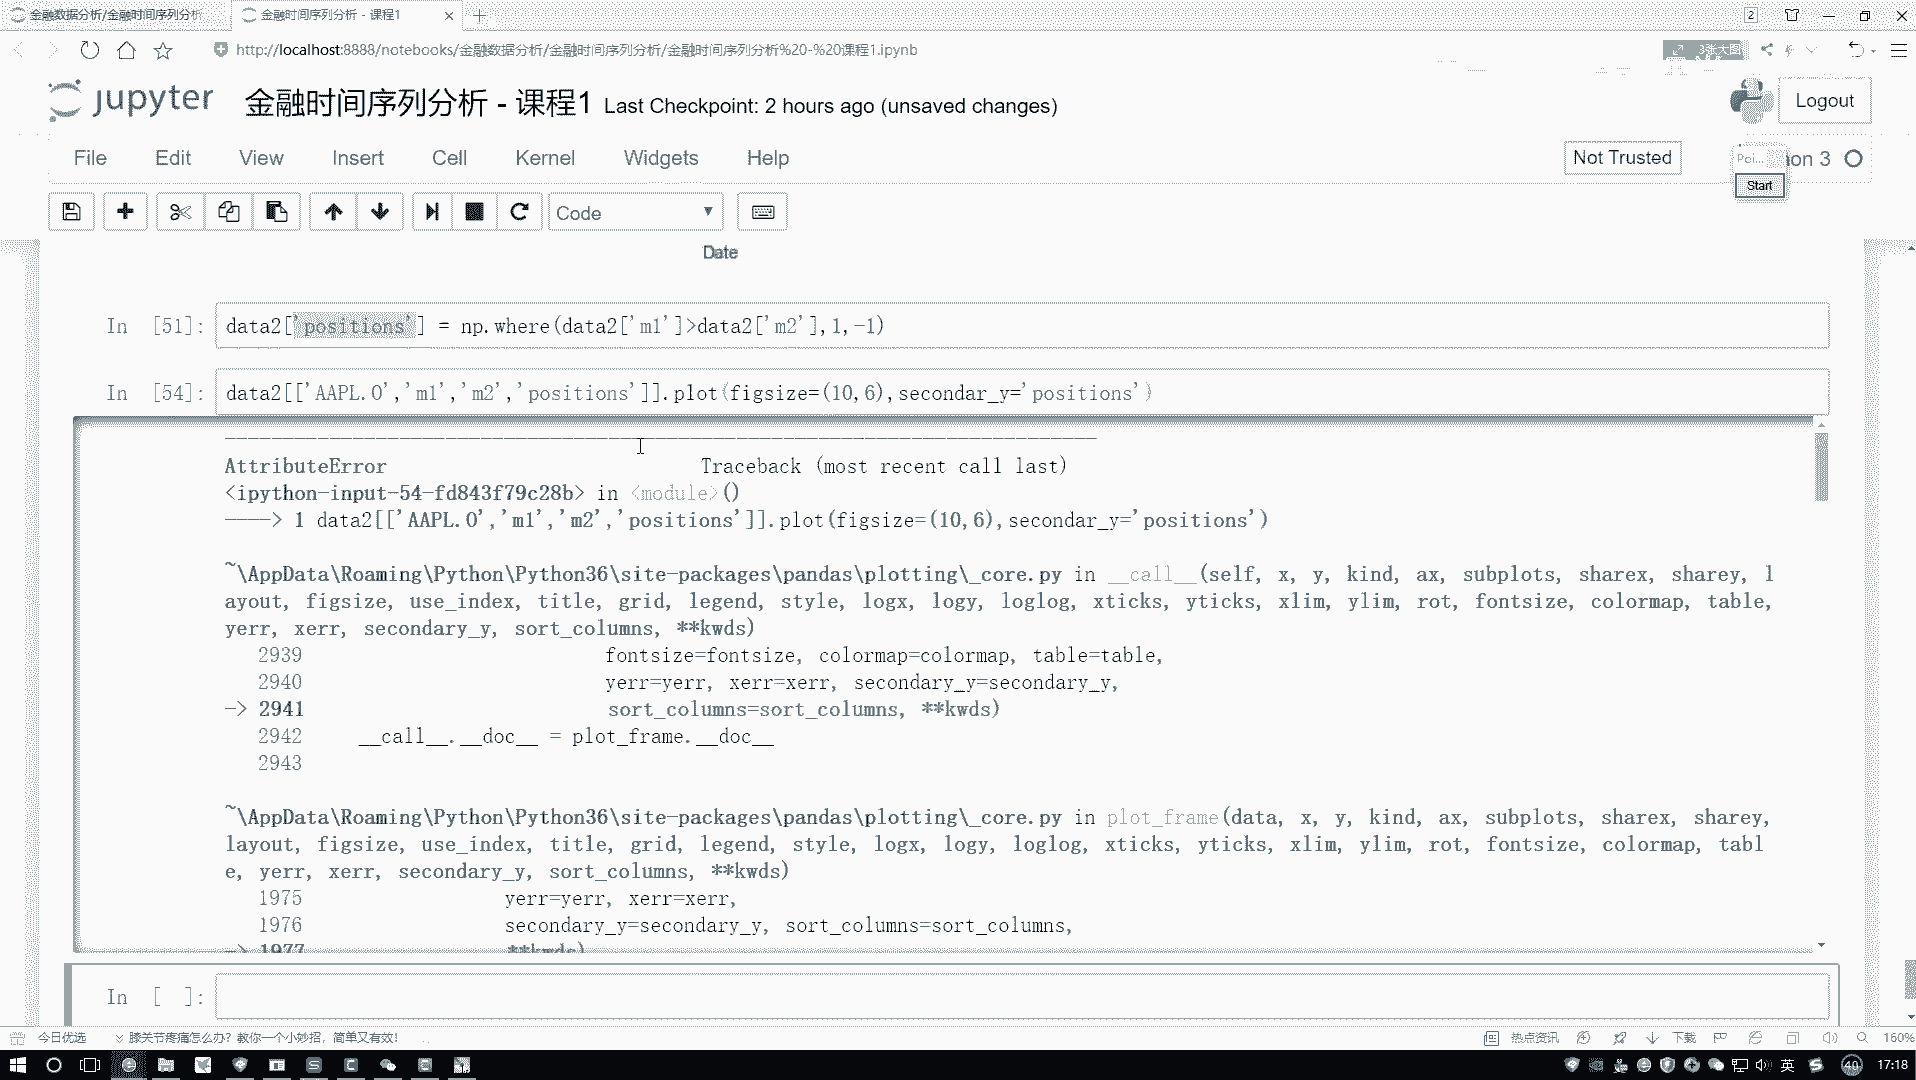 金融数据分析/金融时间序列分析
金融时间序列分析 - 课程1
2
http://localhost:8888/notebooks/金融数据分析/金融时间序列分析/金融时间序列分析%20-%20课程1.ipynb
3张大图
jupyter
金融时间序列分析 - 课程1 Last Checkpoint: 2 hours ago (unsaved changes)
Logout
File Edit View Insert Cell Kernel Widgets Help
Not Trusted
Poi...
on 3
Start
Code
Date
In [51]: data2['positions'] = np.where(data2['m1']>data2['m2'],1,-1)
In [54]: data2[['AAPL.O','m1','m2','positions']].plot(figsize=(10,6),secondar_y='positions')
---------------------------------------------------------------------------
AttributeError Traceback (most recent call last)
<ipython-input-54-fd843f79c28b> in <module>()
----> 1 data2[['AAPL.O','m1','m2','positions']].plot(figsize=(10,6),secondar_y='positions')
~\AppData\Roaming\Python\Python36\site-packages\pandas\plotting\_core.py in __call__(self, x, y, kind, ax, subplots, sharex, sharey, l
ayout, figsize, use_index, title, grid, legend, style, logx, logy, loglog, xticks, yticks, xlim, ylim, rot, fontsize, colormap, table,
yerr, xerr, secondary_y, sort_columns, **kwds)
2939 fontsize=fontsize, colormap=colormap, table=table,
2940 yerr=yerr, xerr=xerr, secondary_y=secondary_y,
-> 2941 sort_columns=sort_columns, **kwds)
2942 __call__.__doc__ = plot_frame.__doc__
2943
~\AppData\Roaming\Python\Python36\site-packages\pandas\plotting\_core.py in plot_frame(data, x, y, kind, ax, subplots, sharex, sharey,
layout, figsize, use_index, title, grid, legend, style, logx, logy, loglog, xticks, yticks, xlim, ylim, rot, fontsize, colormap, tabl
e, yerr, xerr, secondary_y, sort_columns, **kwds)
1975 yerr=yerr, xerr=xerr,
1976 secondary_y=secondary_y, sort_columns=sort_columns,
-> 1977 **kwds)
In [ ]:
今日优选
膝关节疼痛怎么办？教你一个小妙招，简单又有效！
热点资讯
下载
160%
英
40
17:18